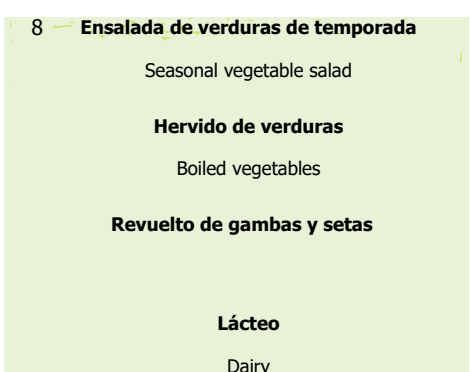 8 Ensalada de verduras de temporada
Seasonal vegetable salad
Hervido de verduras
Boiled vegetables
Revuelto de gambas y setas
Lácteo
Dairy